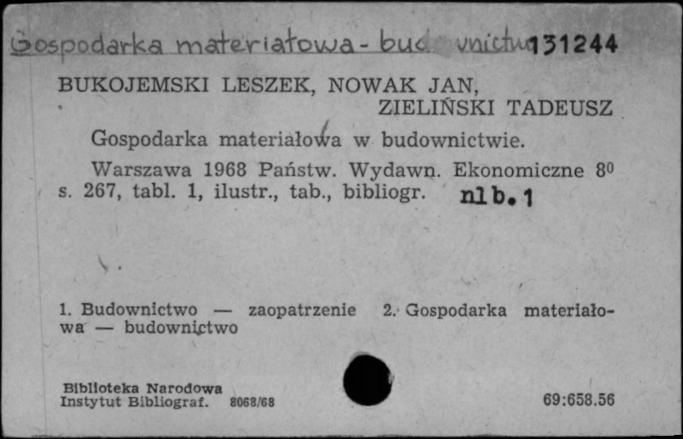 Gospodarka materiałowa - budownictwo 131244
BUKOJEMSKI LESZEK, NOWAK JAN,
ZIELIŃSKI TADEUSZ
Gospodarka materiałowa w budownictwie.
Warszawa 1968 Państw. Wydawn. Ekonomiczne 8⁰
s. 267, tabl. 1, ilustr., tab., bibliogr. nlb. 1
1. Budownictwo — zaopatrzenie 2. Gospodarka materiało-
wa — budownictwo
Biblioteka Narodowa
Instytut Bibliograf. 8068/68 69:658.56